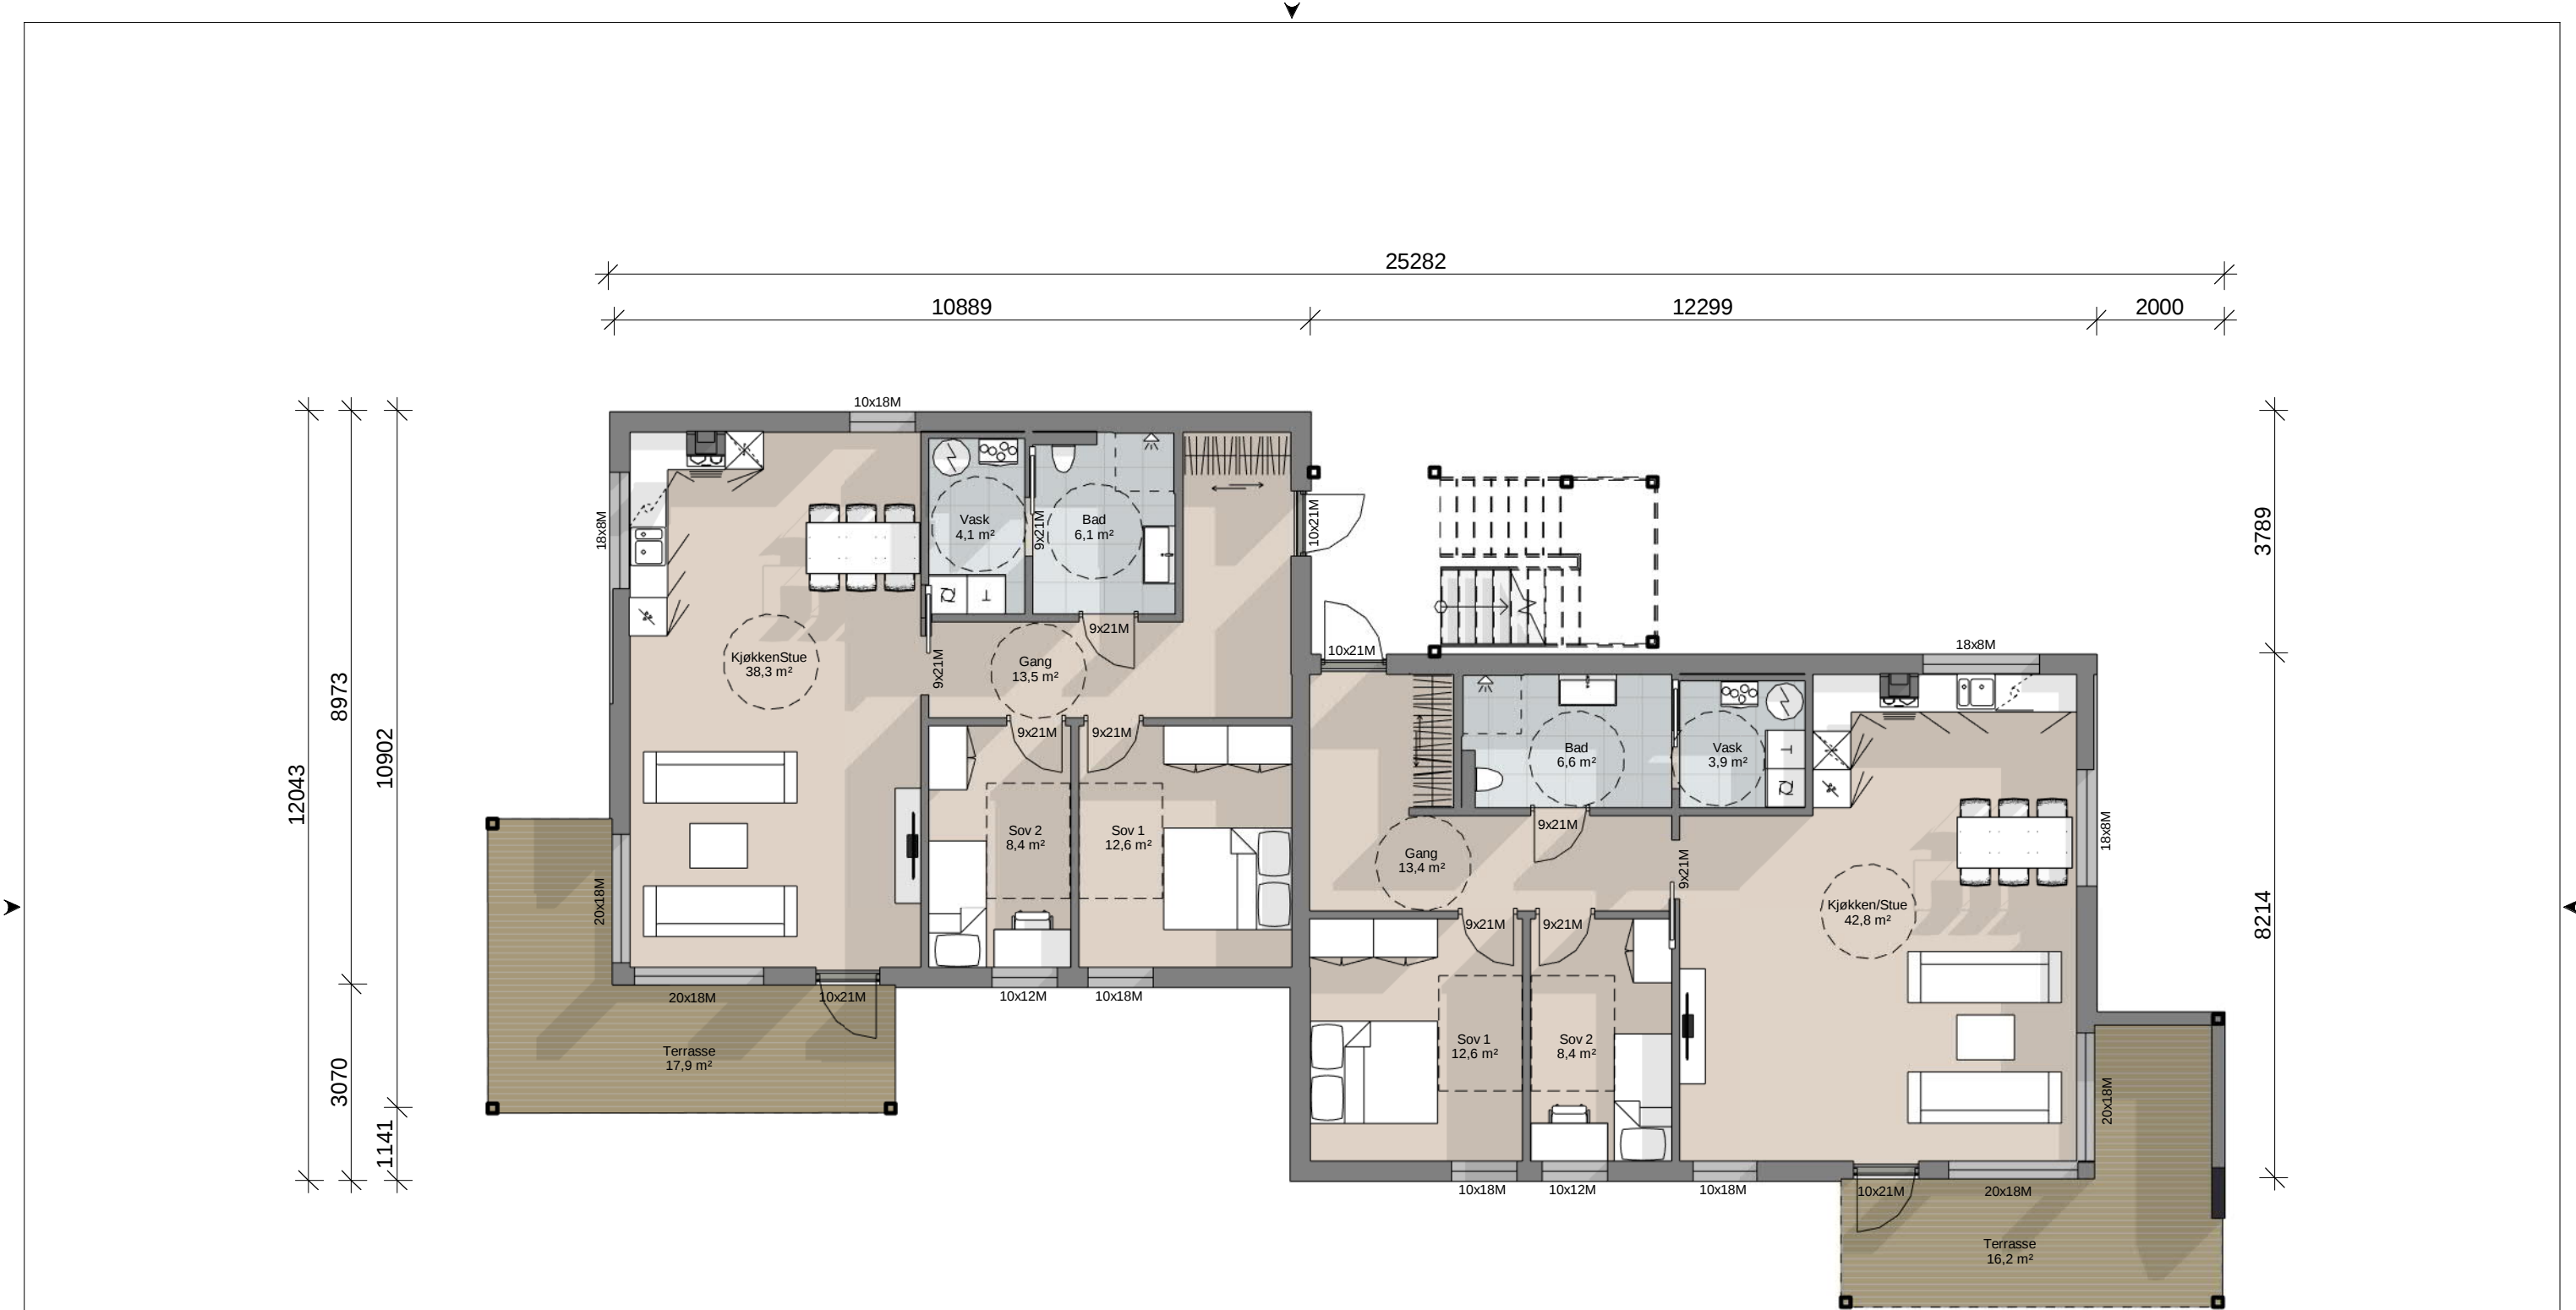 25282
10889
12299
2000
12043
8973
3070
10902
1141
3789
8214
10x18M
18x8M
Vask
4,1 m²
9x21M
Bad
6,1 m²
10x21M
KjøkkenStue
38,3 m²
9x21M
Gang
13,5 m²
9x21M
9x21M
9x21M
Sov 2
8,4 m²
Sov 1
12,6 m²
20x18M
20x18M
10x21M
10x12M
10x18M
Terrasse
17,9 m²
10x21M
18x8M
Bad
6,6 m²
Vask
3,9 m²
T
T
18x8M
9x21M
Gang
13,4 m²
9x21M
Kjøkken/Stue
42,8 m²
9x21M
9x21M
Sov 1
12,6 m²
Sov 2
8,4 m²
20x18M
10x18M
10x12M
10x18M
10x21M
20x18M
Terrasse
16,2 m²